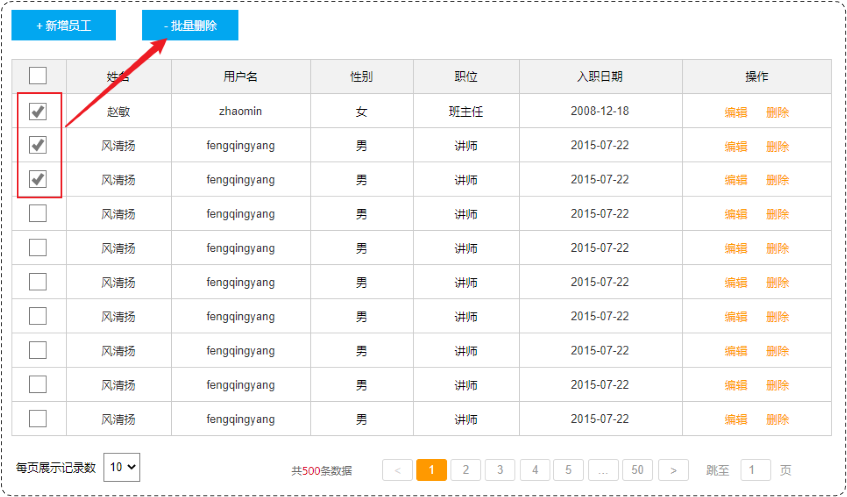 + 新增员工 - 批量删除
姓名 用户名 性别 职位 入职日期 操作
赵敏 zhaomin 女 班主任 2008-12-18 编辑 删除
风清扬 fengqingyang 男 讲师 2015-07-22 编辑 删除
风清扬 fengqingyang 男 讲师 2015-07-22 编辑 删除
风清扬 fengqingyang 男 讲师 2015-07-22 编辑 删除
风清扬 fengqingyang 男 讲师 2015-07-22 编辑 删除
风清扬 fengqingyang 男 讲师 2015-07-22 编辑 删除
风清扬 fengqingyang 男 讲师 2015-07-22 编辑 删除
风清扬 fengqingyang 男 讲师 2015-07-22 编辑 删除
风清扬 fengqingyang 男 讲师 2015-07-22 编辑 删除
风清扬 fengqingyang 男 讲师 2015-07-22 编辑 删除
每页展示记录数 10 共500条数据 < 1 2 3 4 5 ... 50 > 跳至 1 页